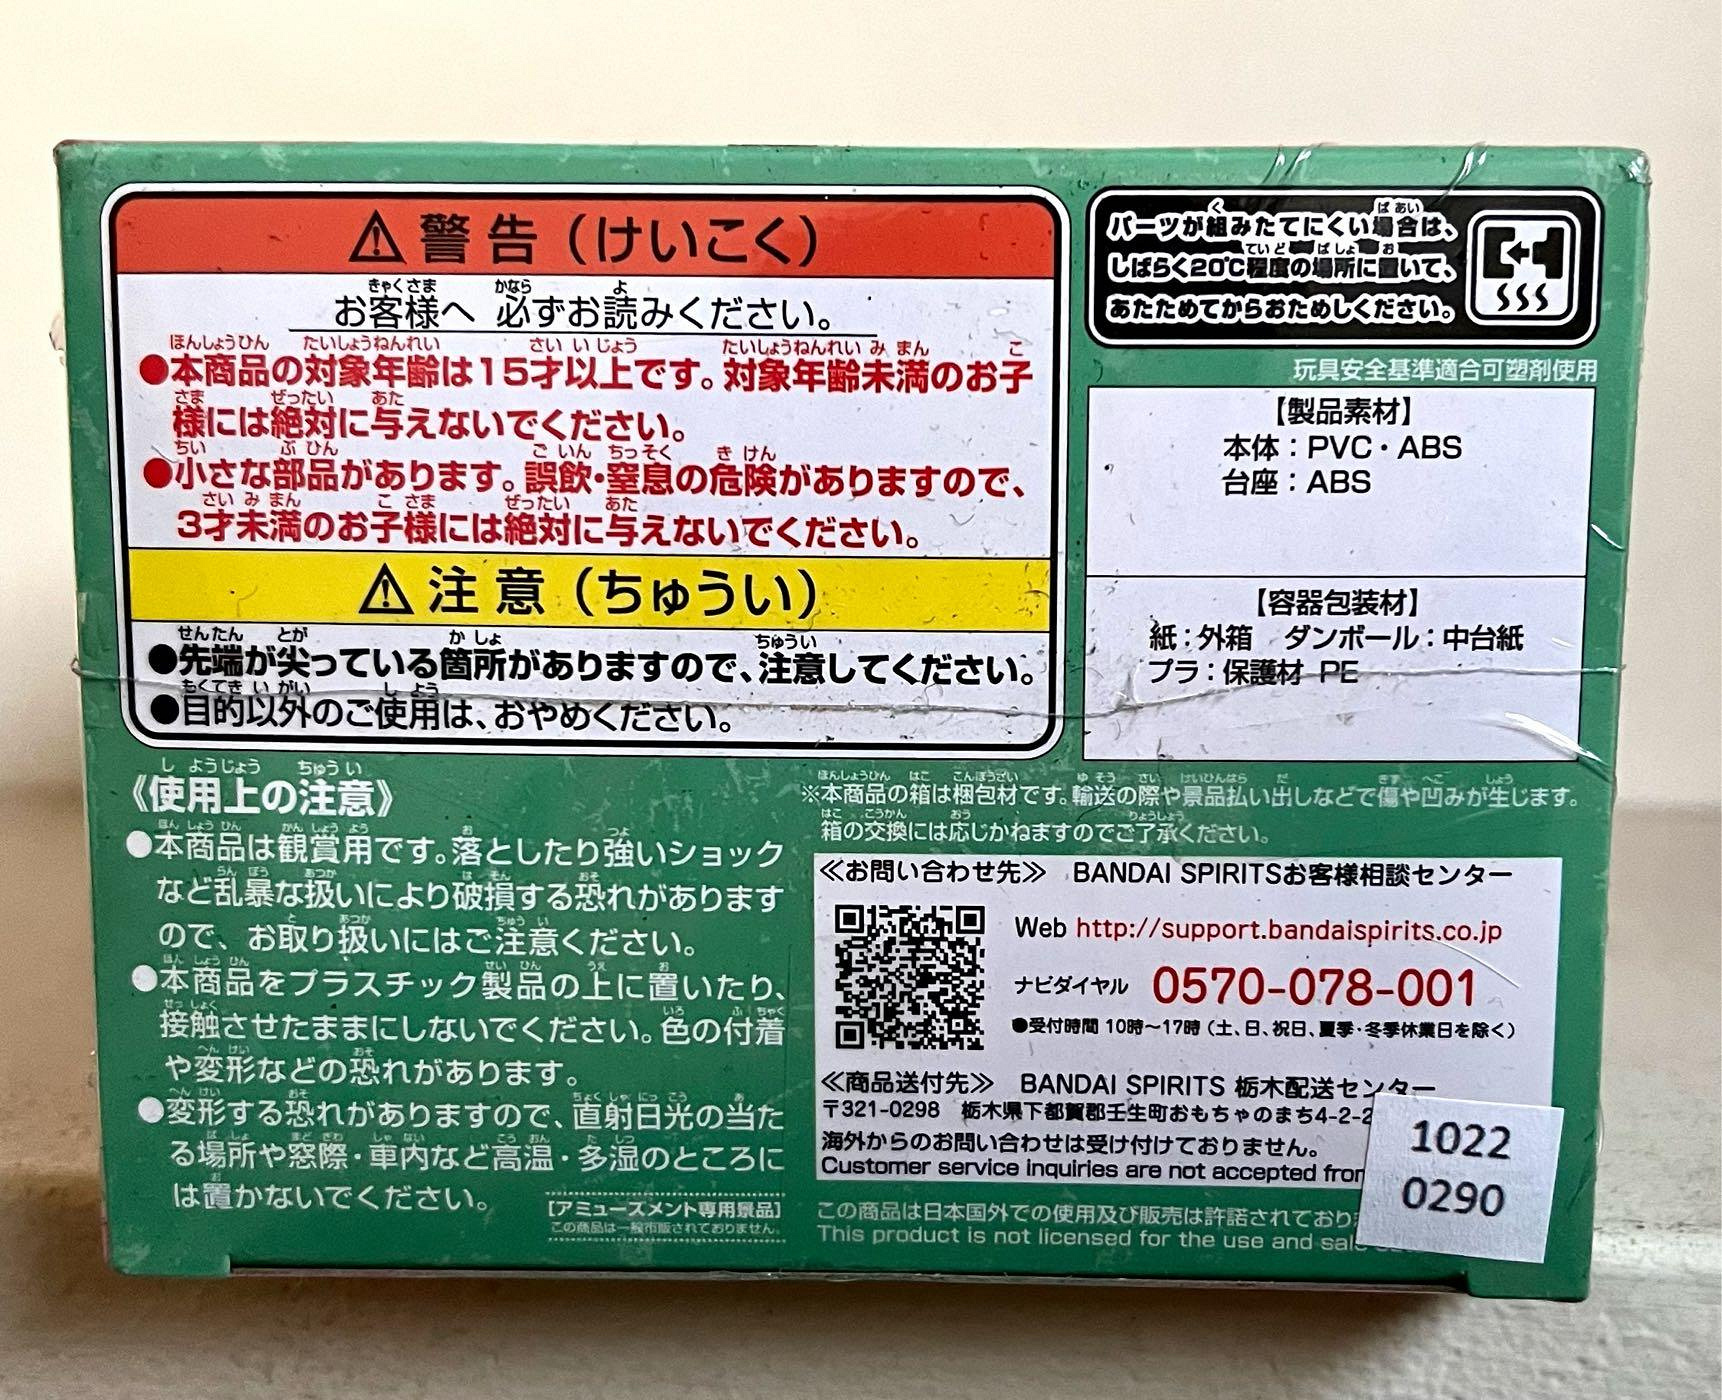 ⚠警告（けいこく）
お客様へ 必ずお読みください。
●本商品の対象年齢は15才以上です。対象年齢未満のお子
様には絶対に与えないでください。
●小さな部品があります。誤飲・窒息の危険がありますので、
3才未満のお子様には絶対に与えないでください。
⚠注意（ちゅうい）
●先端が尖っている箇所がありますので、注意してください。
●目的以外のご使用は、おやめください。
《使用上の注意》
●本商品は観賞用です。落としたり強いショック
など乱暴な扱いにより破損する恐れがあります
ので、お取り扱いにはご注意ください。
●本商品をプラスチック製品の上に置いたり、
接触させたままにしないでください。色の付着
や変形などの恐れがあります。
●変形する恐れがありますので、直射日光の当た
る場所や窓際・車内など高温・多湿のところに
は置かないでください。
［アミューズメント専用景品］
この商品は一般市販されておりません。
パーツが組みたてにくい場合は、
しばらく20℃程度の場所に置いて、
あたためてからおためしください。
玩具安全基準適合可塑剤使用
【製品素材】
本体：PVC・ABS
台座：ABS
【容器包装材】
紙：外箱 ダンボール：中台紙
プラ：保護材 PE
※本商品の箱は梱包材です。輸送の際や景品払い出しなどで傷や凹みが生じます。
箱の交換には応じかねますのでご了承ください。
≪お問い合わせ先≫ BANDAI SPIRITSお客様相談センター
Web http://support.bandaispirits.co.jp
ナビダイヤル 0570-078-001
●受付時間 10時～17時（土、日、祝日、夏季・冬季休業日を除く）
≪商品送付先≫ BANDAI SPIRITS 栃木配送センター
〒321-0298 栃木県下都賀郡壬生町おもちゃのまち4-2-2
海外からのお問い合わせは受け付けておりません。
Customer service inquiries are not accepted from
この商品は日本国外での使用及び販売は許諾されており
This product is not licensed for the use and sale
1022
0290